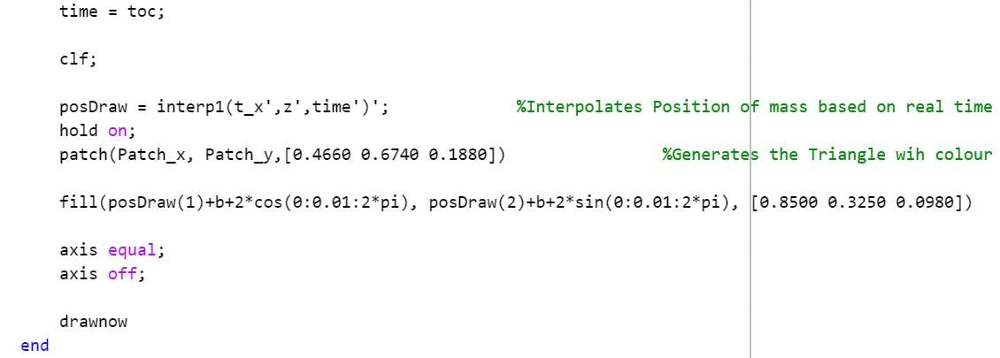 time = toc;
clf;
posDraw = interp1(t_x',z',time')'; %Interpolates Position of mass based on real time
hold on;
patch(Patch_x, Patch_y,[0.4660 0.6740 0.1880]) %Generates the Triangle wih colour
fill(posDraw(1)+b+2*cos(0:0.01:2*pi), posDraw(2)+b+2*sin(0:0.01:2*pi), [0.8500 0.3250 0.0980])
axis equal;
axis off;
drawnow
end